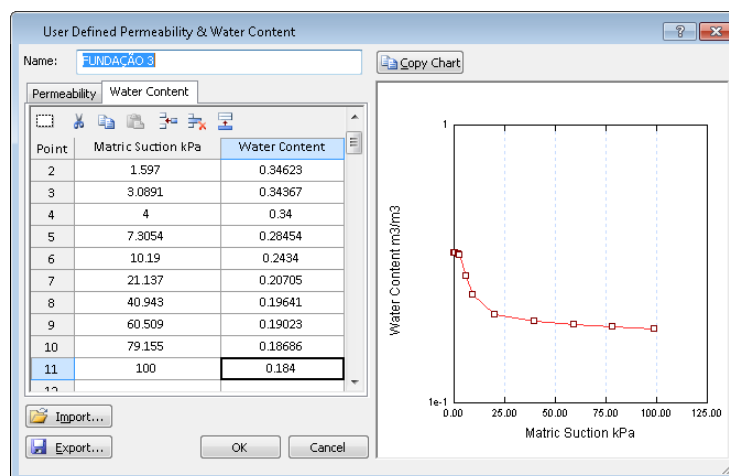 User Defined Permeability & Water Content
Name: FUNDAÇÃO 3
Copy Chart
Permeability Water Content
Point Matric Suction kPa Water Content
2 1.597 0.34623
3 3.0891 0.34367
4 4 0.34
5 7.3054 0.28454
6 10.19 0.2434
7 21.137 0.20705
8 40.943 0.19641
9 60.509 0.19023
10 79.155 0.18686
11 100 0.184
Import...
Export...
OK Cancel
1
Water Content m3/m3
1e-1
0.00 25.00 50.00 75.00 100.00 125.00
Matric Suction kPa